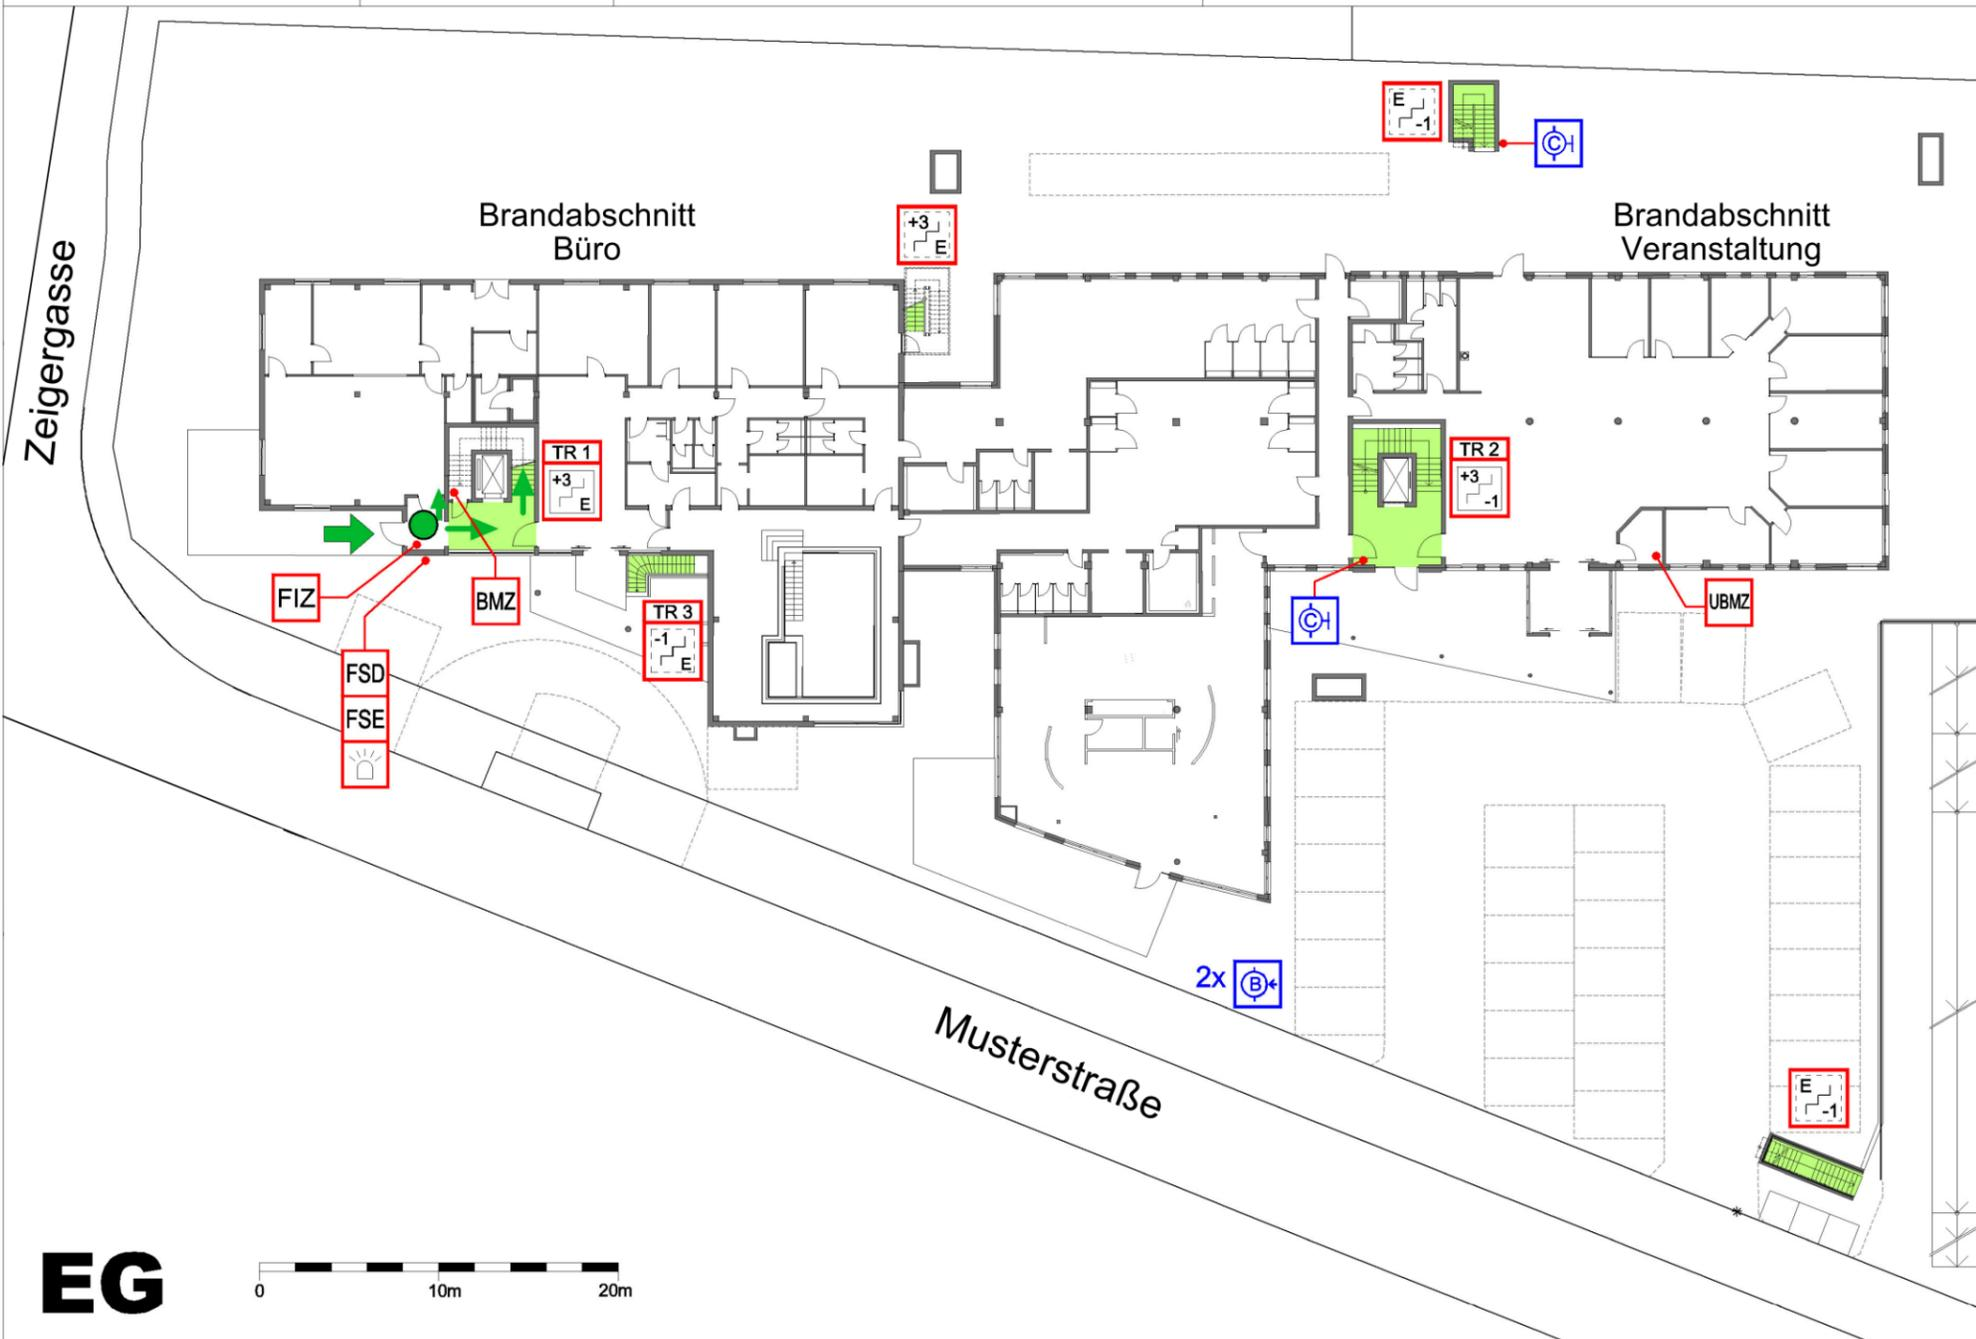 E
-1
C
Brandabschnitt
Büro
+3
E
Brandabschnitt
Veranstaltung
Zeigergasse
TR 1
+3
E
TR 2
+3
-1
FIZ
BMZ
TR 3
-1
E
C
UBMZ
FSD
FSE
2x B
Musterstraße
E
-1
EG
0 10m 20m